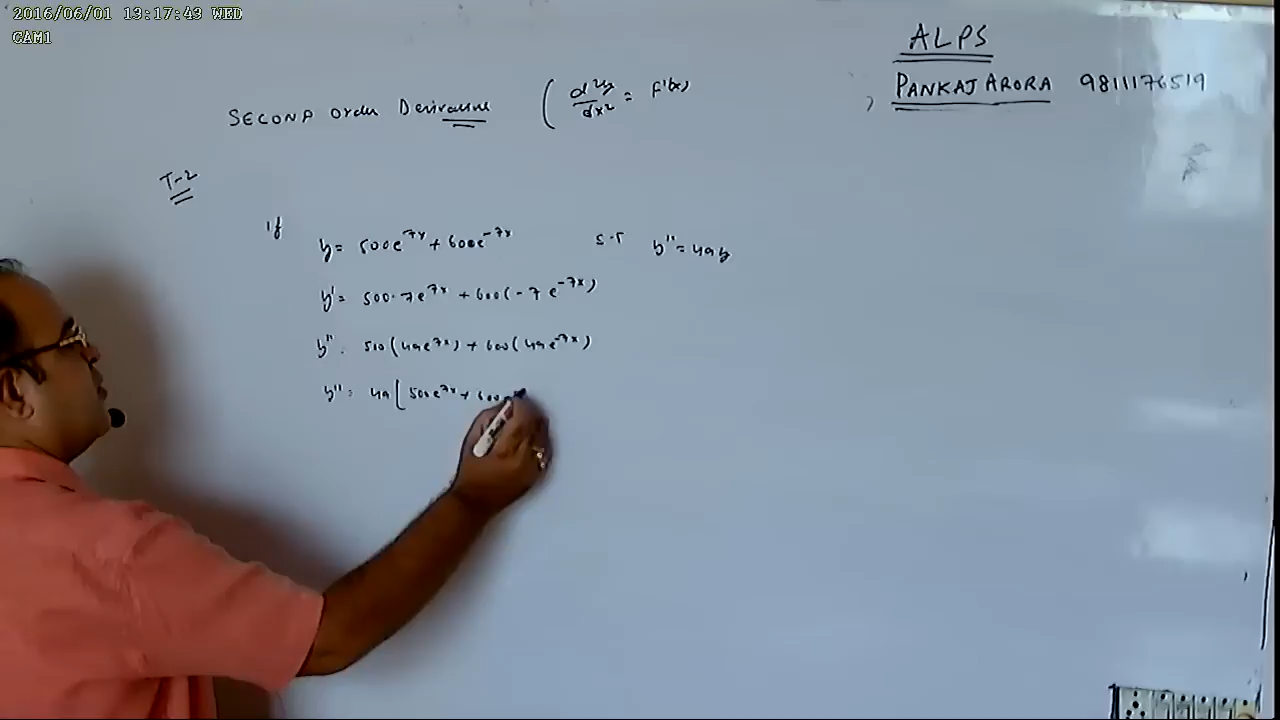 2016/06/01 13:17:43 WED
CAM1
ALPS
PANKAJ ARORA 9811176519
SECOND Order Derivative ( d²y/dx² = F''(x)
T-2
If
y = 500e^7x + 600e^-7x S.T y'' = 49y
y' = 500·7e^7x + 600(-7e^-7x)
y'' = 500(49e^7x) + 600(49e^-7x)
y'' = 49[500e^7x + 600